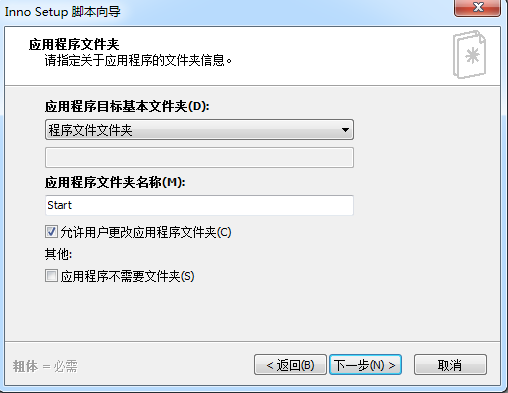 Inno Setup 脚本向导
应用程序文件夹
请指定关于应用程序的文件夹信息。
应用程序目标基本文件夹(D):
程序文件文件夹
应用程序文件夹名称(M):
Start
允许用户更改应用程序文件夹(C)
其他:
应用程序不需要文件夹(S)
粗体 = 必需
< 返回(B)
下一步(N) >
取消